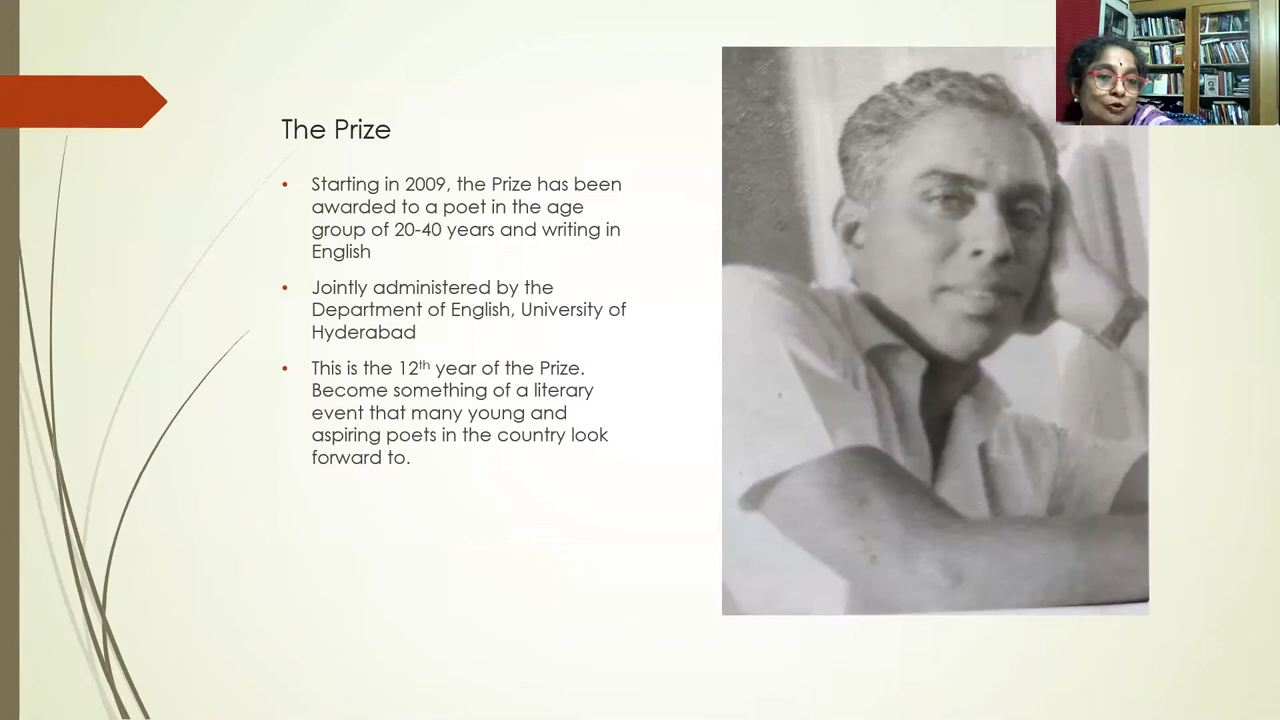 The Prize
• Starting in 2009, the Prize has been
awarded to a poet in the age
group of 20-40 years and writing in
English
• Jointly administered by the
Department of English, University of
Hyderabad
• This is the 12th year of the Prize.
Become something of a literary
event that many young and
aspiring poets in the country look
forward to.